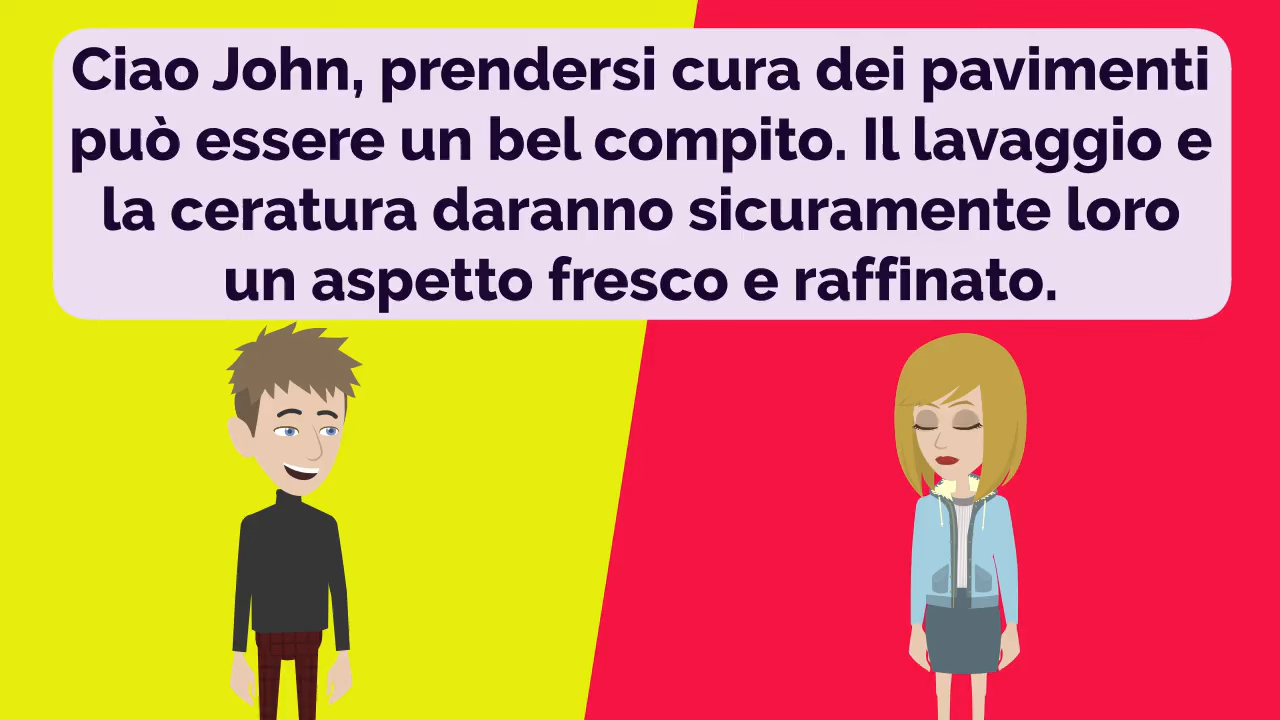 Ciao John, prendersi cura dei pavimenti
può essere un bel compito. Il lavaggio e
la ceratura daranno sicuramente loro
un aspetto fresco e raffinato.